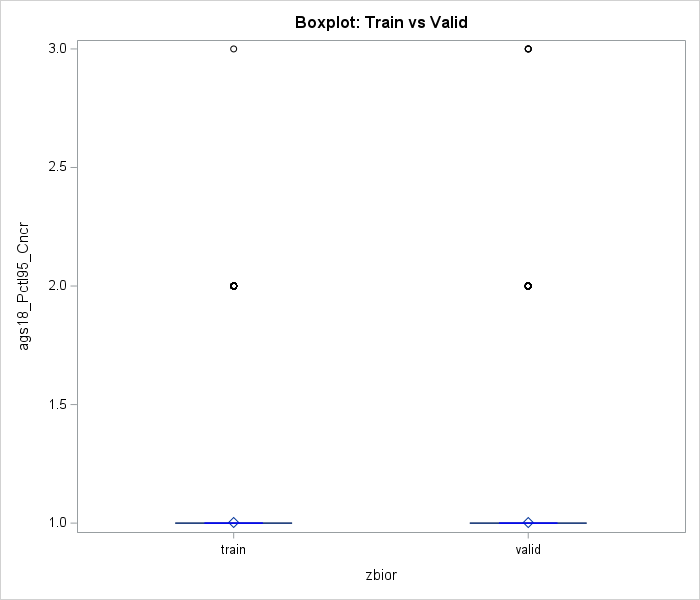 Boxplot: Train vs Valid
3.0
2.5
2.0
1.5
1.0
ags18_Pctl95_Cncr
train
valid
zbior